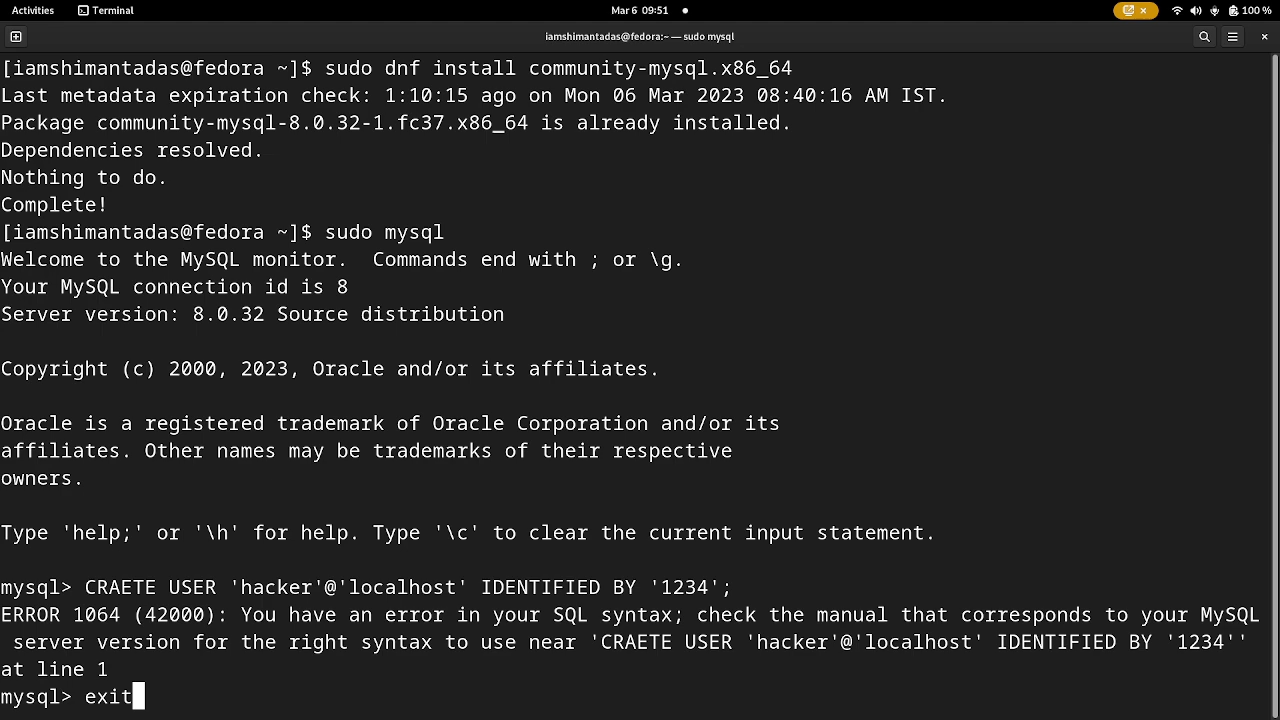 Activities Terminal Mar 6 09:51 100 %
iamshimantadas@fedora:~ — sudo mysql
[iamshimantadas@fedora ~]$ sudo dnf install community-mysql.x86_64
Last metadata expiration check: 1:10:15 ago on Mon 06 Mar 2023 08:40:16 AM IST.
Package community-mysql-8.0.32-1.fc37.x86_64 is already installed.
Dependencies resolved.
Nothing to do.
Complete!
[iamshimantadas@fedora ~]$ sudo mysql
Welcome to the MySQL monitor.  Commands end with ; or \g.
Your MySQL connection id is 8
Server version: 8.0.32 Source distribution
Copyright (c) 2000, 2023, Oracle and/or its affiliates.
Oracle is a registered trademark of Oracle Corporation and/or its
affiliates. Other names may be trademarks of their respective
owners.
Type 'help;' or '\h' for help. Type '\c' to clear the current input statement.
mysql> CRAETE USER 'hacker'@'localhost' IDENTIFIED BY '1234';
ERROR 1064 (42000): You have an error in your SQL syntax; check the manual that corresponds to your MySQL
server version for the right syntax to use near 'CRAETE USER 'hacker'@'localhost' IDENTIFIED BY '1234''
at line 1
mysql> exit